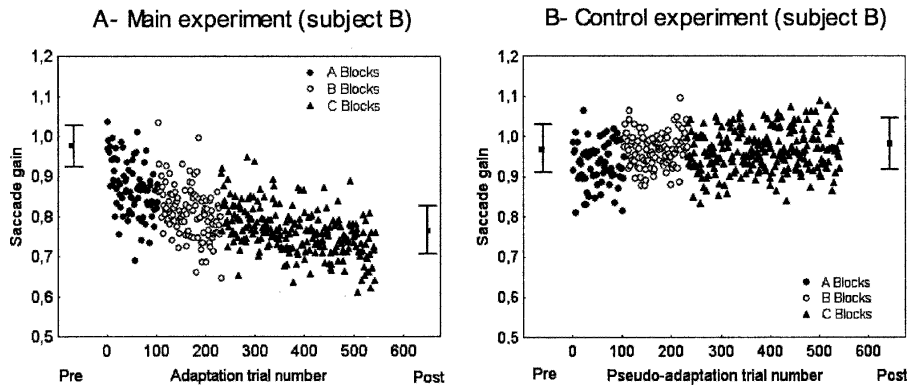 A- Main experiment (subject B)
1,2
1,1
1,0
0,9
0,8
0,7
0,6
0,5
Saccade gain
A Blocks
B Blocks
C Blocks
0 100 200 300 400 500 600
Pre Adaptation trial number Post
B- Control experiment (subject B)
1,2
1,1
1,0
0,9
0,8
0,7
0,6
0,5
Saccade gain
A Blocks
B Blocks
C Blocks
0 100 200 300 400 500 600
Pre Pseudo-adaptation trial number Post